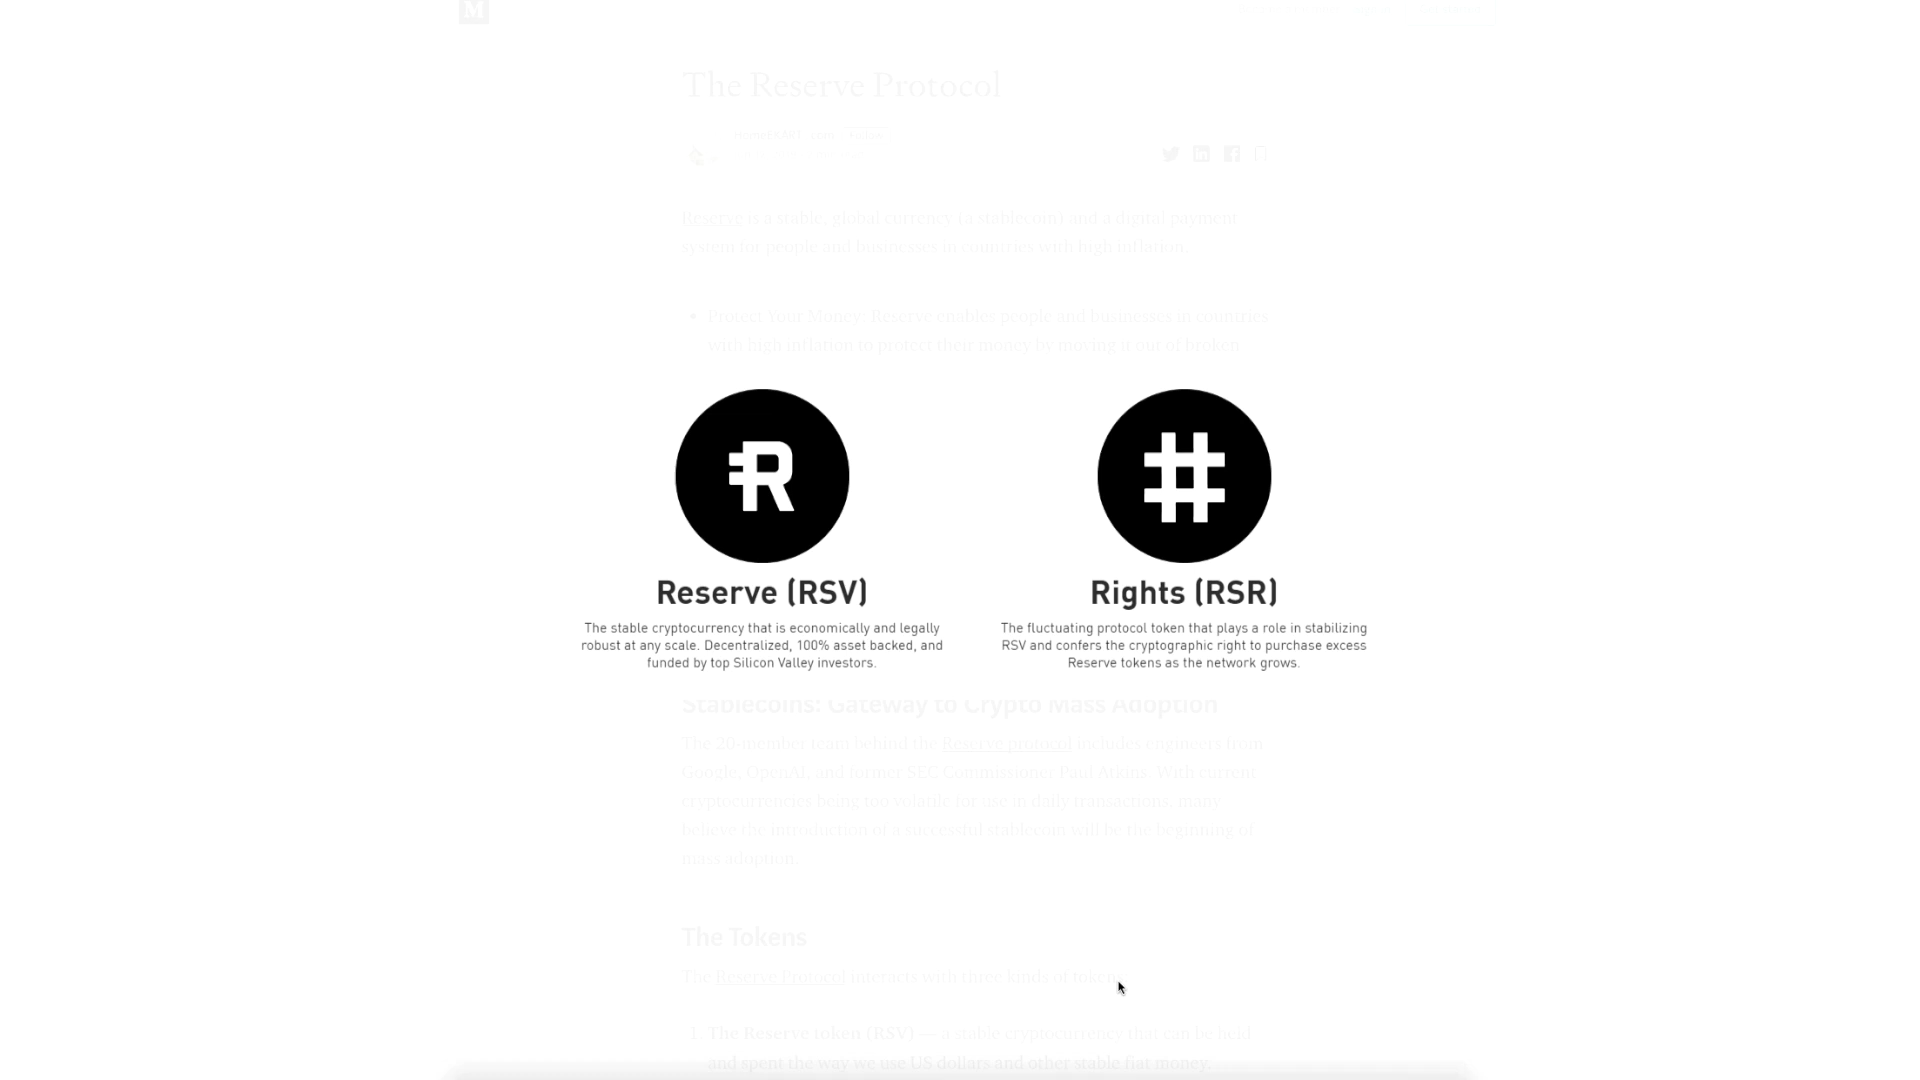 M
The Reserve Protocol
Reserve is a stable, global currency (a stablecoin) and a digital payment
system for people and businesses in countries with high inflation.
• Protect Your Money: Reserve enables people and businesses in countries
with high inflation to protect their money by moving it out of broken
Reserve (RSV)
The stable cryptocurrency that is economically and legally
robust at any scale. Decentralized, 100% asset backed, and
funded by top Silicon Valley investors.
Rights (RSR)
The fluctuating protocol token that plays a role in stabilizing
RSV and confers the cryptographic right to purchase excess
Reserve tokens as the network grows.
Stablecoins: Gateway to Crypto Mass Adoption
The 20-member team behind the Reserve protocol includes engineers from
Google, OpenAI, and former SEC Commissioner Paul Atkins. With current
cryptocurrencies being too volatile for use in daily transactions, many
believe the introduction of a successful stablecoin will be the beginning of
mass adoption.
The Tokens
The Reserve Protocol interacts with three kinds of tokens
1. The Reserve token (RSV) — a stable cryptocurrency that can be held
and spent the way we use US dollars and other stable fiat money.